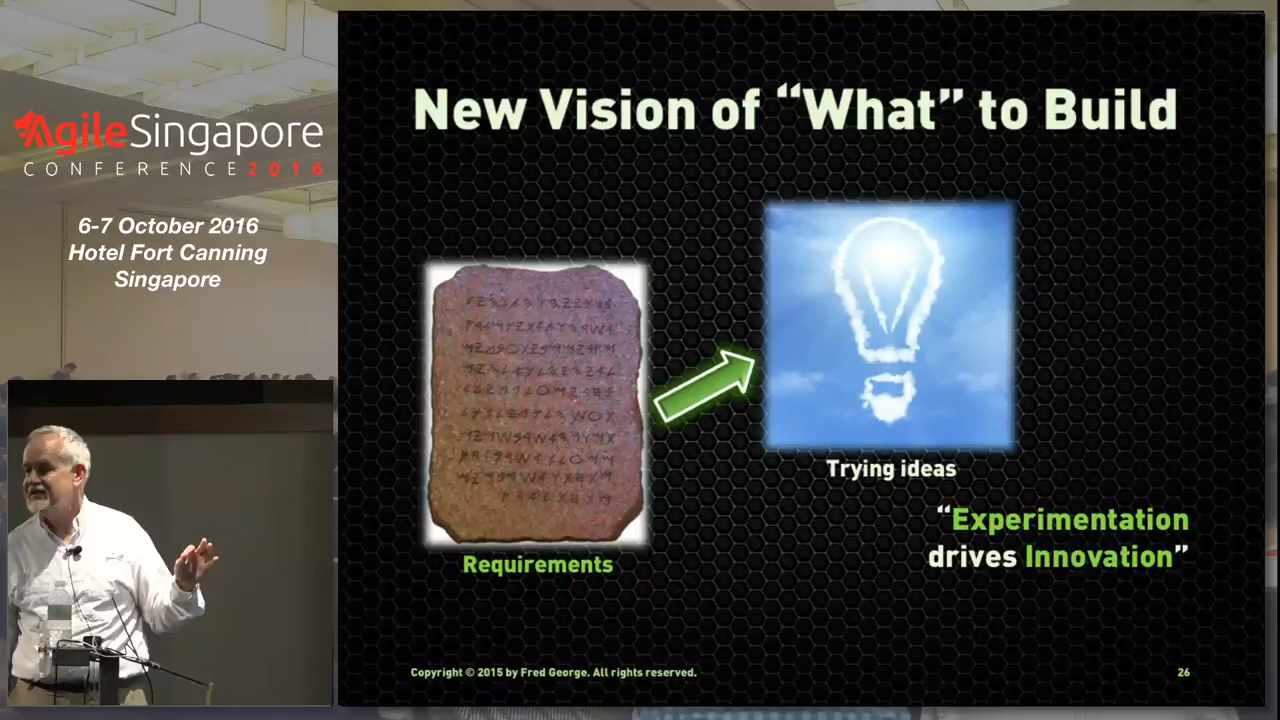 AgileSingapore
CONFERENCE 2016
6-7 October 2016
Hotel Fort Canning
Singapore
New Vision of “What” to Build
Requirements
Trying ideas
“Experimentation
drives Innovation”
Copyright © 2015 by Fred George. All rights reserved.
26